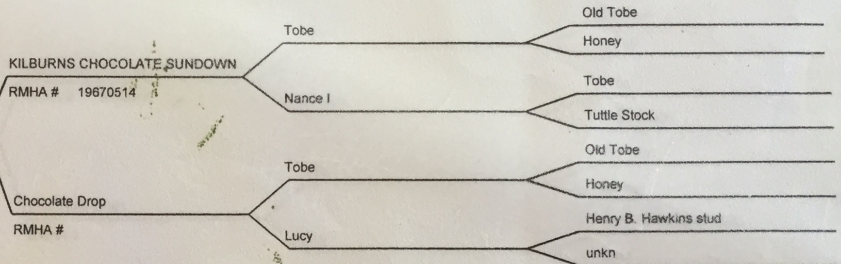 Old Tobe
Tobe
Honey
KILBURNS CHOCOLATE SUNDOWN
RMHA # 19670514
Tobe
Nance I
Tuttle Stock
Old Tobe
Tobe
Honey
Chocolate Drop
RMHA #
Henry B. Hawkins stud
Lucy
unkn